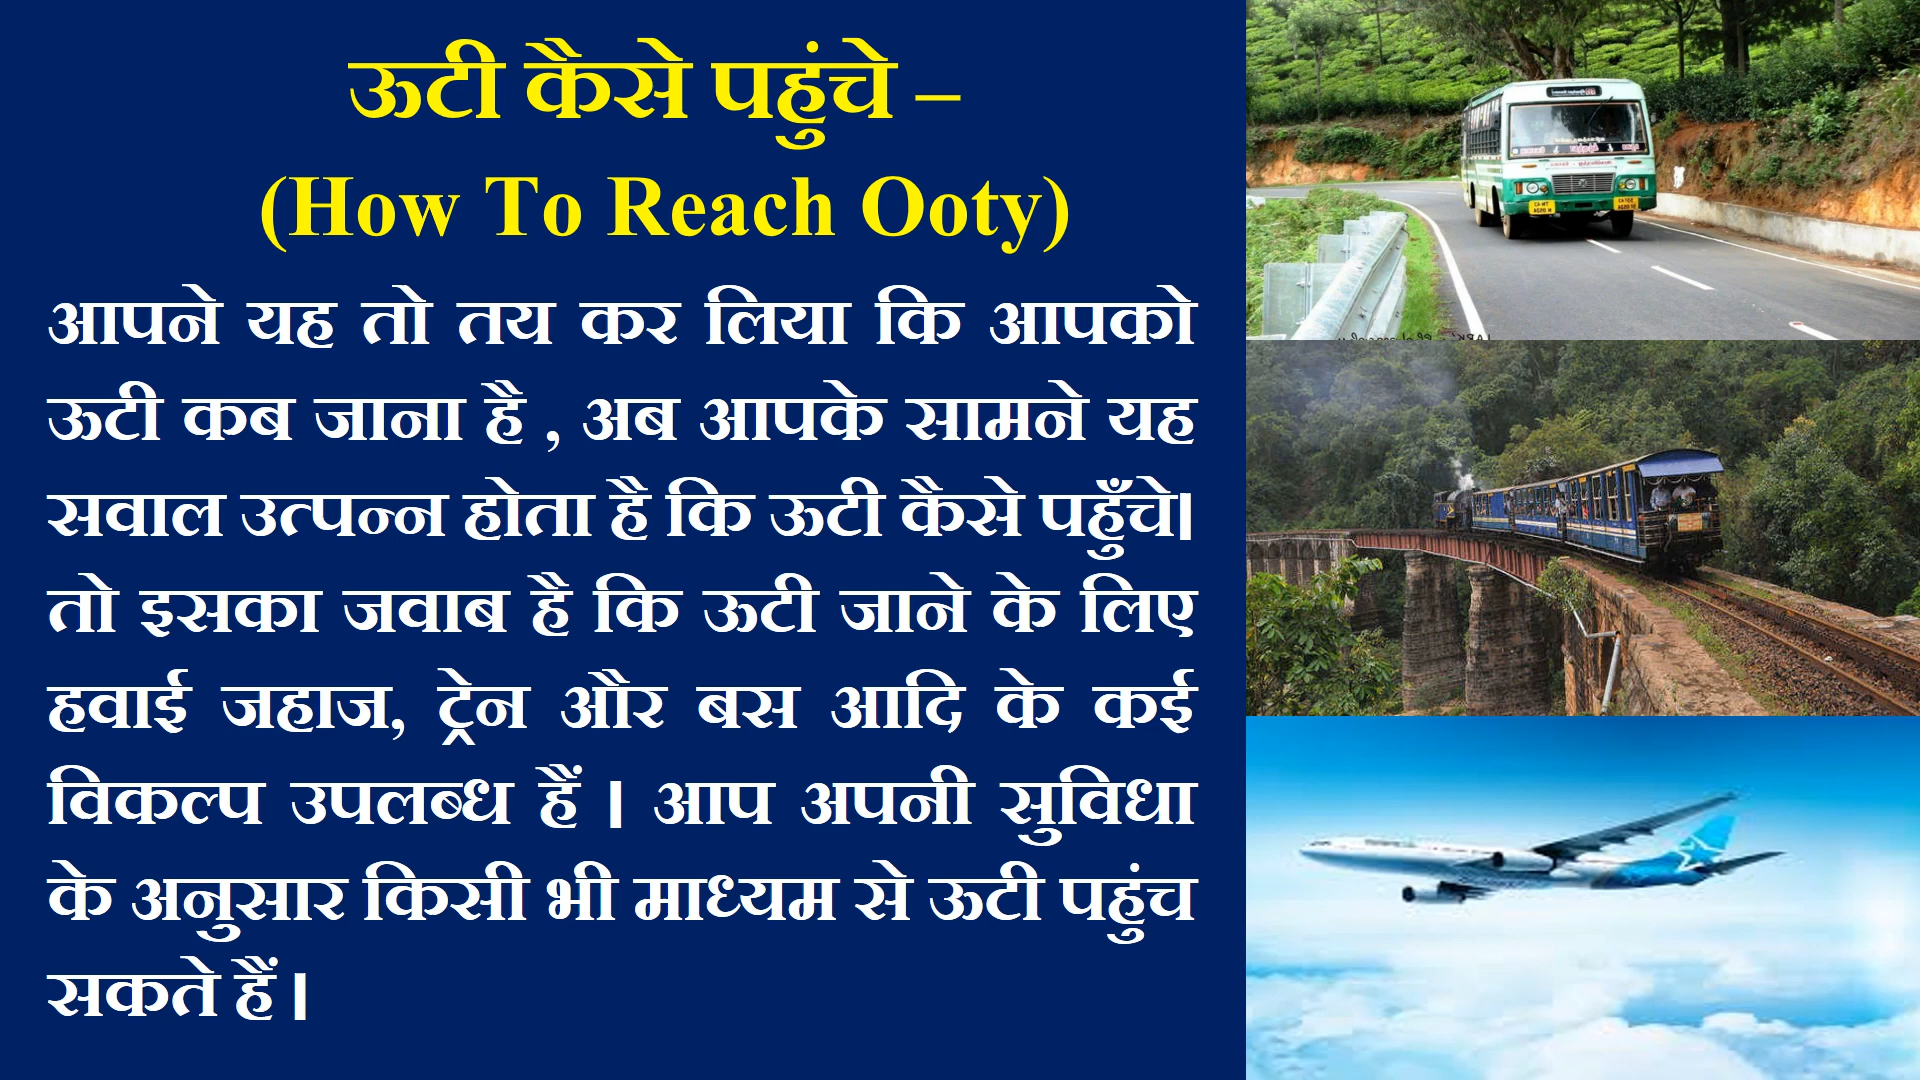 ऊटी कैसे पहुंचे –
(How To Reach Ooty)
आपने यह तो तय कर लिया कि आपको
ऊटी कब जाना है , अब आपके सामने यह
सवाल उत्पन्न होता है कि ऊटी कैसे पहुँचे।
तो इसका जवाब है कि ऊटी जाने के लिए
हवाई जहाज, ट्रेन और बस आदि के कई
विकल्प उपलब्ध हैं । आप अपनी सुविधा
के अनुसार किसी भी माध्यम से ऊटी पहुंच
सकते हैं ।